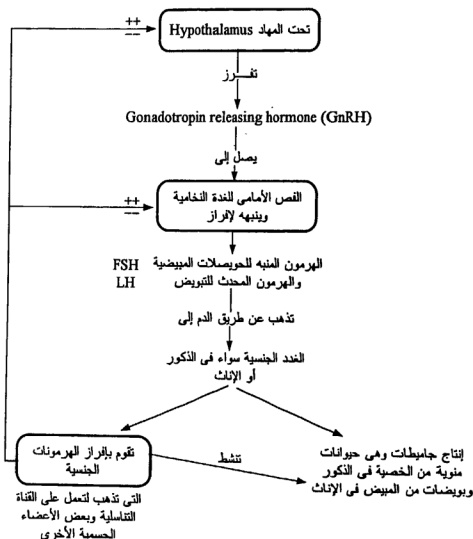 ++
--
تحت المهاد Hypothalamus
تفـــرز
Gonadotropin releasing hormone (GnRH)
يصل إلى
++
--
الفص الأمامى للغدة النخامية
وينبهه لإفراز
الهرمون المنبه للحويصلات المبيضية FSH
والهرمون المحدث للتبويض LH
تذهب عن طريق الدم إلى
الغدد الجنسية سواء فى الذكور
أو الإناث
تقوم بإفراز الهرمونات
الجنسية
تنشط
إنتاج جاميطات وهى حيوانات
منوية من الخصية فى الذكور
وبويضات من المبيض فى الإناث
التى تذهب لتعمل على القناة
التناسلية وبعض الأعضاء
الجسمية الأخرى